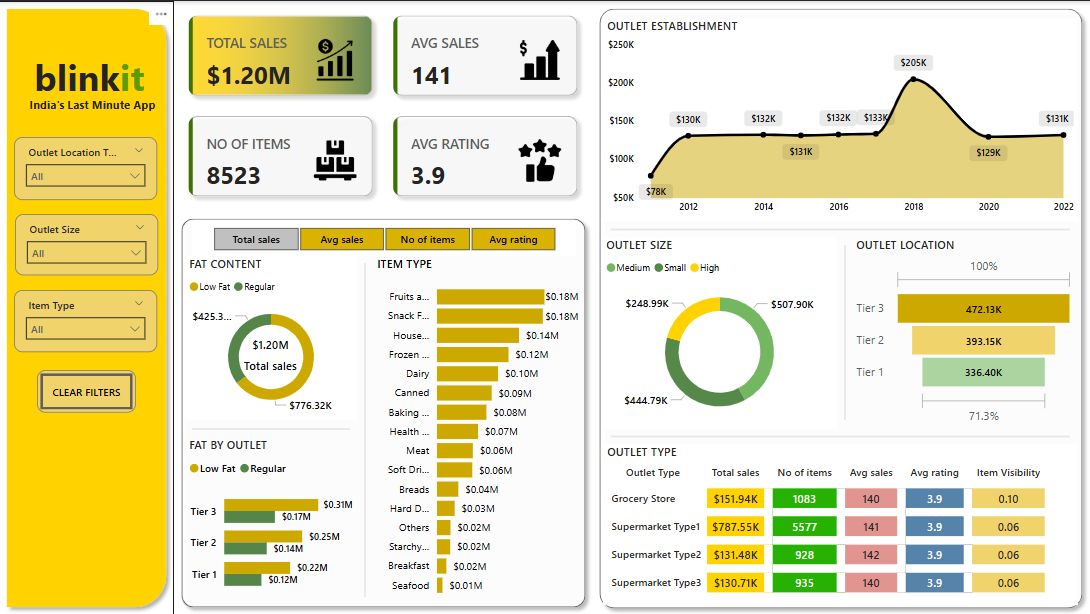 blinkit
India's Last Minute App
Outlet Location T...
All
Outlet Size
All
Item Type
All
CLEAR FILTERS
TOTAL SALES
$1.20M
AVG SALES
141
NO OF ITEMS
8523
AVG RATING
3.9
Total sales Avg sales No of items Avg rating
FAT CONTENT
Low Fat Regular
$425.3...
$1.20M
Total sales
$776.32K
FAT BY OUTLET
Low Fat Regular
Tier 3 $0.31M
$0.17M
Tier 2 $0.25M
$0.14M
Tier 1 $0.22M
$0.12M
ITEM TYPE
Fruits a... $0.18M
Snack F... $0.18M
House... $0.14M
Frozen ... $0.12M
Dairy $0.10M
Canned $0.09M
Baking ... $0.08M
Health ... $0.07M
Meat $0.06M
Soft Dri... $0.06M
Breads $0.04M
Hard D... $0.03M
Others $0.02M
Starchy... $0.02M
Breakfast $0.02M
Seafood $0.01M
OUTLET ESTABLISHMENT
$250K
$200K
$150K
$100K
$50K
$78K
$130K
$132K
$131K
$132K
$133K
$205K
$129K
$131K
2012 2014 2016 2018 2020 2022
OUTLET SIZE
Medium Small High
$248.99K
$507.90K
$444.79K
OUTLET LOCATION
100%
Tier 3 472.13K
Tier 2 393.15K
Tier 1 336.40K
71.3%
OUTLET TYPE
Outlet Type Total sales No of items Avg sales Avg rating Item Visibility
Grocery Store $151.94K 1083 140 3.9 0.10
Supermarket Type1 $787.55K 5577 141 3.9 0.06
Supermarket Type2 $131.48K 928 142 3.9 0.06
Supermarket Type3 $130.71K 935 140 3.9 0.06